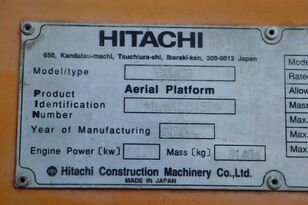 HITACHI
650, Kandatsu-machi, Tsuchiura-shi, Ibaraki-ken, 300-0013 Japan
Model/type
Mode
Product Aerial Platform
Rate
Identification
Allow
Number
Max
Year of Manufacturing
Max
Engine Power [kw] Mass[kg]
Max
Hitachi Construction Machinery Co.,Ltd.
MADE IN JAPAN